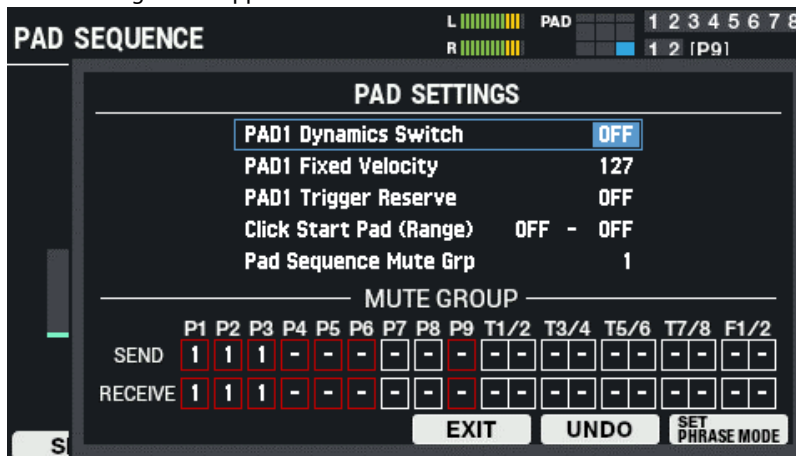 PAD SEQUENCE
L PAD 1 2 3 4 5 6 7 8
R 1 2 [P9]
PAD SETTINGS
PAD1 Dynamics Switch OFF
PAD1 Fixed Velocity 127
PAD1 Trigger Reserve OFF
Click Start Pad (Range) OFF - OFF
Pad Sequence Mute Grp 1
MUTE GROUP
P1 P2 P3 P4 P5 P6 P7 P8 P9 T1/2 T3/4 T5/6 T7/8 F1/2
SEND 1 1 1 - - - - - - - - - - - - - - - -
RECEIVE 1 1 1 - - - - - - - - - - - - - - - -
EXIT UNDO SET PHRASE MODE